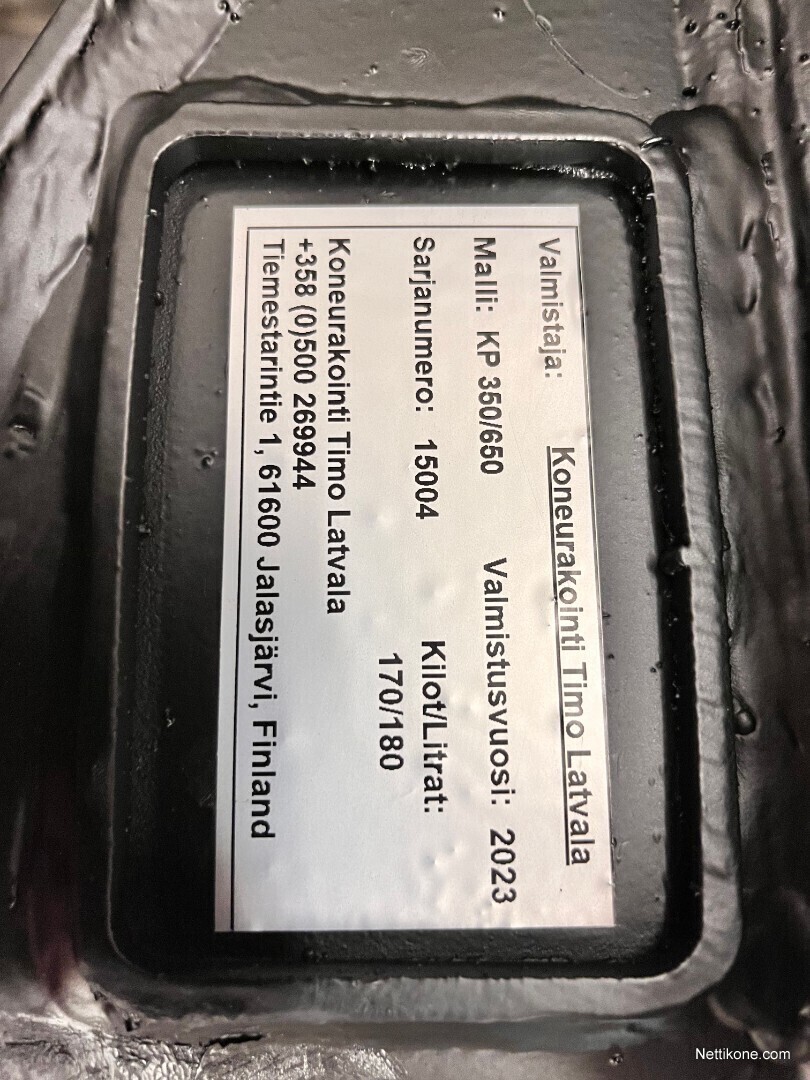 Valmistaja: Koneurakointi Timo Latvala
Malli: KP 350/650 Valmistusvuosi: 2023
Sarjanumero: 15004 Kilot/Litrat:
170/180
Koneurakointi Timo Latvala
+358 (0)500 269944
Tiemestarintie 1, 61600 Jalasjärvi, Finland
Nettikone.com